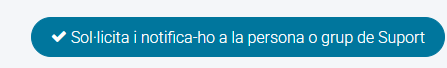 Sol·licita i notifica-ho a la persona o grup de Suport